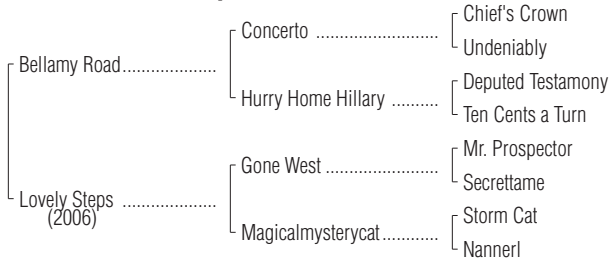 Chief's Crown
Concerto ..................
Undeniably
Bellamy Road...................
Deputed Testamony
Hurry Home Hillary ..........
Ten Cents a Turn
Mr. Prospector
Gone West .....................
Secrettame
Lovely Steps ...................
(2006)
Storm Cat
Magicalmysterycat............
Nannerl